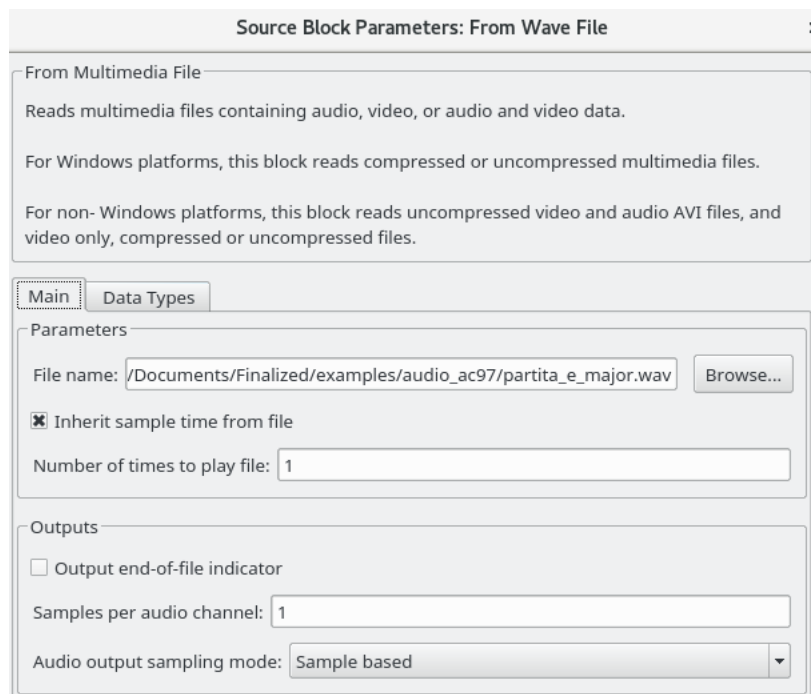 Source Block Parameters: From Wave File
From Multimedia File
Reads multimedia files containing audio, video, or audio and video data.
For Windows platforms, this block reads compressed or uncompressed multimedia files.
For non- Windows platforms, this block reads uncompressed video and audio AVI files, and
video only, compressed or uncompressed files.
Main Data Types
Parameters
File name: /Documents/Finalized/examples/audio_ac97/partita_e_major.wav Browse...
Inherit sample time from file
Number of times to play file: 1
Outputs
Output end-of-file indicator
Samples per audio channel: 1
Audio output sampling mode: Sample based